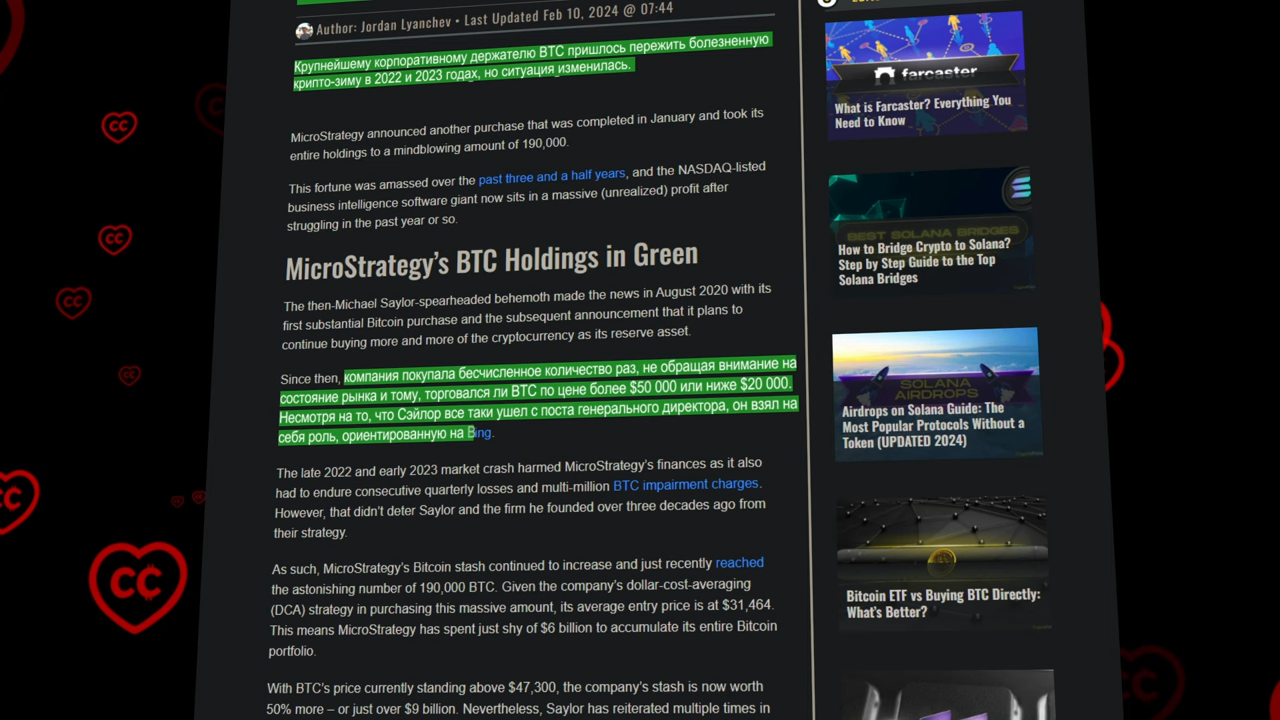 Author: Jordan Lyanchev • Last Updated Feb 10, 2024 @ 07:44
Крупнейшему корпоративному держателю BTC пришлось пережить болезненную
крипто-зиму в 2022 и 2023 годах, но ситуация изменилась.
MicroStrategy announced another purchase that was completed in January and took its
entire holdings to a mindblowing amount of 190,000.
This fortune was amassed over the past three and a half years, and the NASDAQ-listed
business intelligence software giant now sits in a massive (unrealized) profit after
struggling in the past year or so.
MicroStrategy’s BTC Holdings in Green
The then-Michael Saylor-spearheaded behemoth made the news in August 2020 with its
first substantial Bitcoin purchase and the subsequent announcement that it plans to
continue buying more and more of the cryptocurrency as its reserve asset.
Since then, компания покупала бесчисленное количество раз, не обращая внимание на
состояние рынка и тому, торговался ли BTC по цене более $50 000 или ниже $20 000.
Несмотря на то, что Сэйлор все таки ушел с поста генерального директора, он взял на
себя роль, ориентированную на Bing.
The late 2022 and early 2023 market crash harmed MicroStrategy’s finances as it also
had to endure consecutive quarterly losses and multi-million BTC impairment charges.
However, that didn’t deter Saylor and the firm he founded over three decades ago from
their strategy.
As such, MicroStrategy’s Bitcoin stash continued to increase and just recently reached
the astonishing number of 190,000 BTC. Given the company’s dollar-cost-averaging
(DCA) strategy in purchasing this massive amount, its average entry price is at $31,464.
This means MicroStrategy has spent just shy of $6 billion to accumulate its entire Bitcoin
portfolio.
With BTC’s price currently standing above $47,300, the company’s stash is now worth
50% more – or just over $9 billion. Nevertheless, Saylor has reiterated multiple times in
farcaster
What is Farcaster? Everything You
Need to Know
BEST SOLANA BRIDGES
How to Bridge Crypto to Solana?
Step by Step Guide to the Top
Solana Bridges
SOLANA
AIRDROPS
Airdrops on Solana Guide: The
Most Popular Protocols Without a
Token (UPDATED 2024)
Bitcoin ETF vs Buying BTC Directly:
What’s Better?
CC
CC
CC
CC
CC
CC